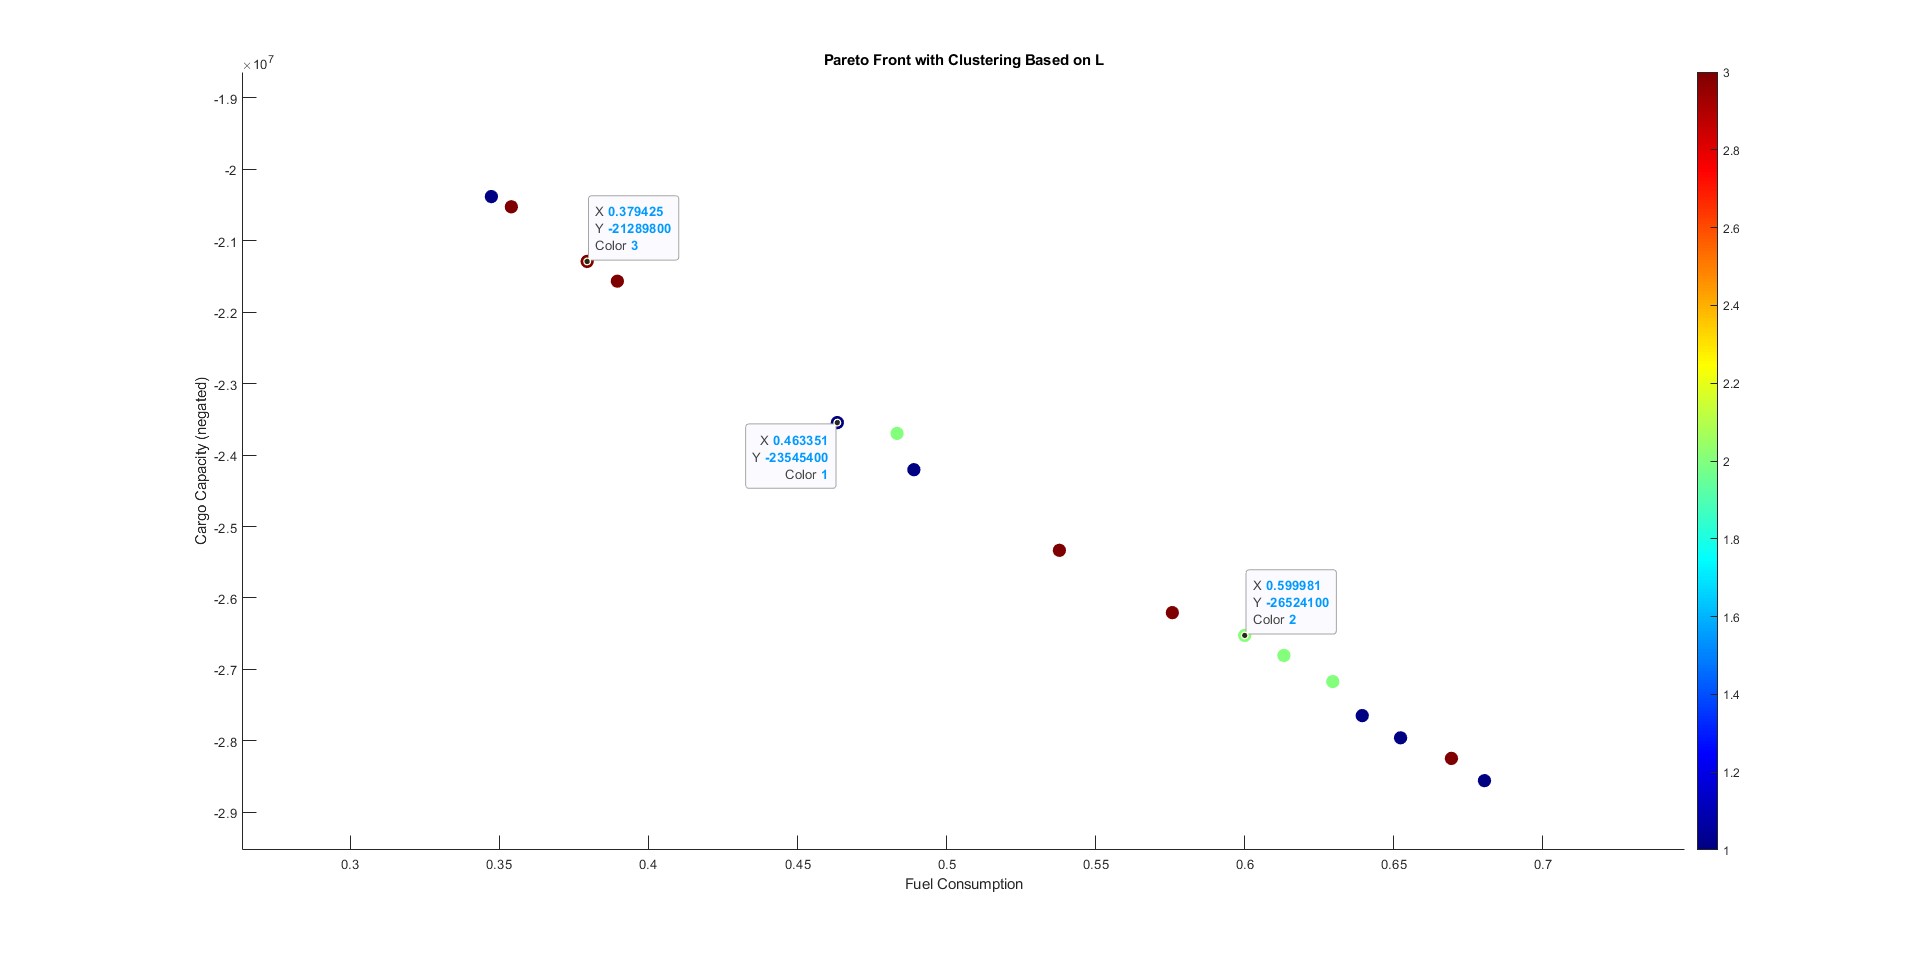 Pareto Front with Clustering Based on L
×10⁷
-1.9
-2
-2.1
-2.2
-2.3
-2.4
-2.5
-2.6
-2.7
-2.8
-2.9
Cargo Capacity (negated)
X 0.379425
Y -21289800
Color 3
X 0.463351
Y -23545400
Color 1
X 0.599981
Y -26524100
Color 2
0.3
0.35
0.4
0.45
0.5
0.55
0.6
0.65
0.7
Fuel Consumption
3
2.8
2.6
2.4
2.2
2
1.8
1.6
1.4
1.2
1